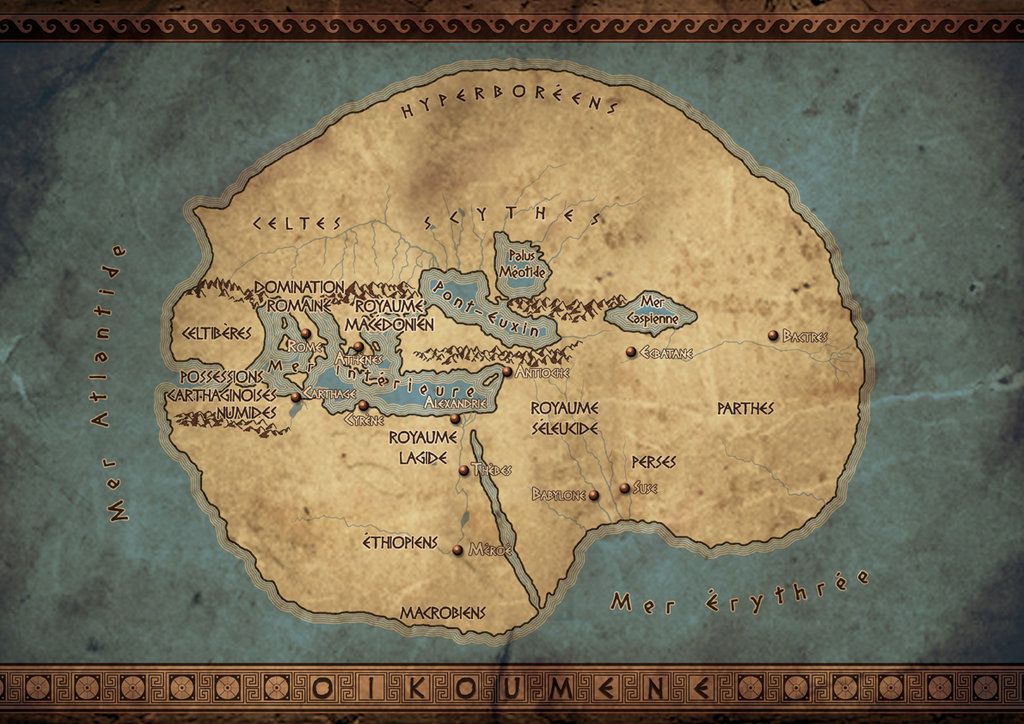 HYPERBORÉENS
CELTES
SCYTHES
Palus
Méotide
Mer Atlantide
DOMINATION
ROMAINE
ROYAUME
MACÉDONIEN
Pont-Euxin
Mer
Caspienne
CELTIBÈRES
ROME
ATHÈNES
Mer Intérieure
ECBATANE
BACTRES
POSSESSIONS
CARTHAGINOISES
NUMIDES
CARTHAGE
CYRÈNE
ALEXANDRIE
ANTIOCHE
ROYAUME
SÉLEUCIDE
PARTHES
ROYAUME
LAGIDE
THÈBES
PERSES
BABYLONE
SUSE
ÉTHIOPIENS
MÉROÉ
MACROBIENS
Mer Érythrée
OIKOUMENE